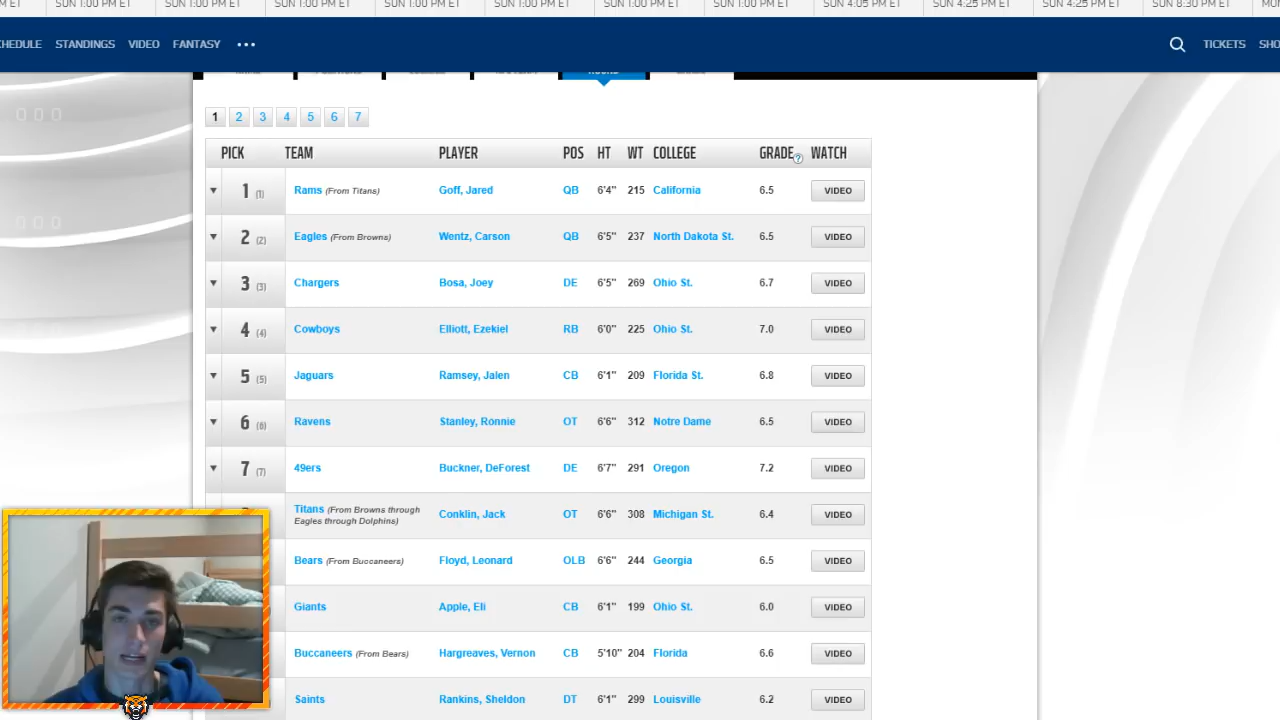 SUN 1:00 PM ET SUN 1:00 PM ET SUN 1:00 PM ET SUN 1:00 PM ET SUN 1:00 PM ET SUN 1:00 PM ET SUN 1:00 PM ET SUN 4:05 PM ET SUN 4:25 PM ET SUN 4:25 PM ET SUN 8:30 PM ET
STANDINGS VIDEO FANTASY ••• TICKETS
ROUND
1 2 3 4 5 6 7
PICK TEAM PLAYER POS HT WT COLLEGE GRADE ? WATCH
1 (1) Rams (From Titans) Goff, Jared QB 6'4" 215 California 6.5 VIDEO
2 (2) Eagles (From Browns) Wentz, Carson QB 6'5" 237 North Dakota St. 6.5 VIDEO
3 (3) Chargers Bosa, Joey DE 6'5" 269 Ohio St. 6.7 VIDEO
4 (4) Cowboys Elliott, Ezekiel RB 6'0" 225 Ohio St. 7.0 VIDEO
5 (5) Jaguars Ramsey, Jalen CB 6'1" 209 Florida St. 6.8 VIDEO
6 (6) Ravens Stanley, Ronnie OT 6'6" 312 Notre Dame 6.5 VIDEO
7 (7) 49ers Buckner, DeForest DE 6'7" 291 Oregon 7.2 VIDEO
Titans (From Browns through
Eagles through Dolphins) Conklin, Jack OT 6'6" 308 Michigan St. 6.4 VIDEO
Bears (From Buccaneers) Floyd, Leonard OLB 6'6" 244 Georgia 6.5 VIDEO
Giants Apple, Eli CB 6'1" 199 Ohio St. 6.0 VIDEO
Buccaneers (From Bears) Hargreaves, Vernon CB 5'10" 204 Florida 6.6 VIDEO
Saints Rankins, Sheldon DT 6'1" 299 Louisville 6.2 VIDEO